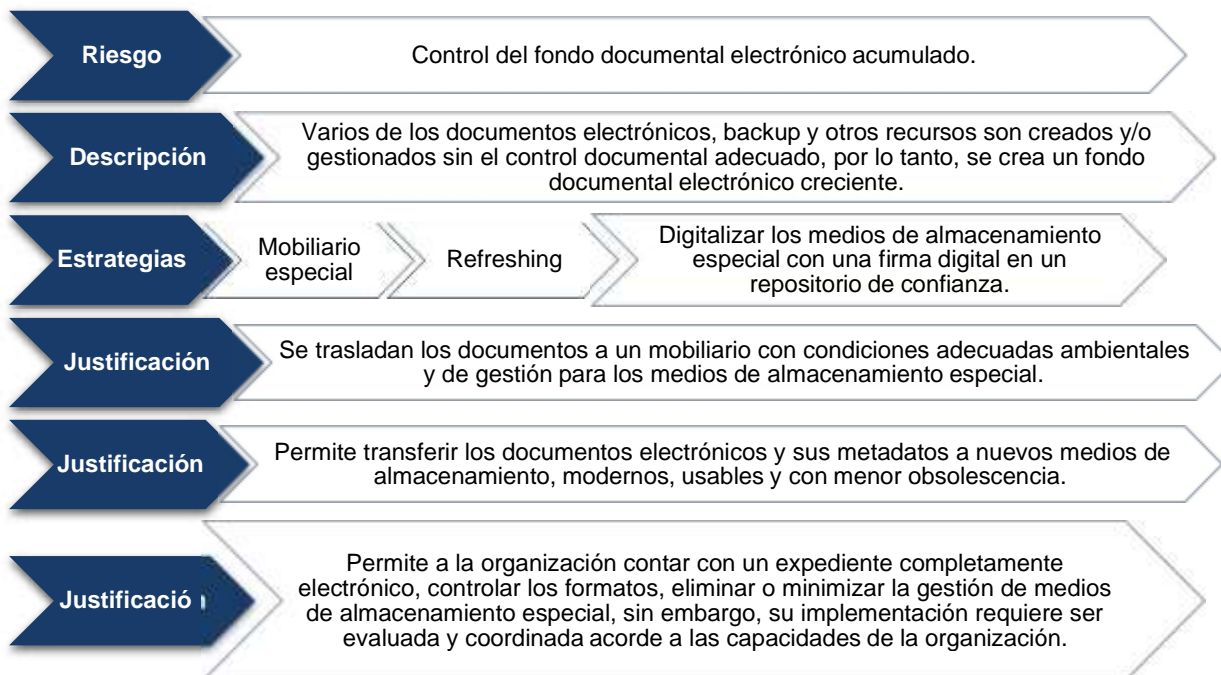 Riesgo
Control del fondo documental electrónico acumulado.
Descripción
Varios de los documentos electrónicos, backup y otros recursos son creados y/o
gestionados sin el control documental adecuado, por lo tanto, se crea un fondo
documental electrónico creciente.
Estrategias
Mobiliario
especial
Refreshing
Digitalizar los medios de almacenamiento
especial con una firma digital en un
repositorio de confianza.
Justificación
Se trasladan los documentos a un mobiliario con condiciones adecuadas ambientales
y de gestión para los medios de almacenamiento especial.
Justificación
Permite transferir los documentos electrónicos y sus metadatos a nuevos medios de
almacenamiento, modernos, usables y con menor obsolescencia.
Justificació
Permite a la organización contar con un expediente completamente
electrónico, controlar los formatos, eliminar o minimizar la gestión de medios
de almacenamiento especial, sin embargo, su implementación requiere ser
evaluada y coordinada acorde a las capacidades de la organización.